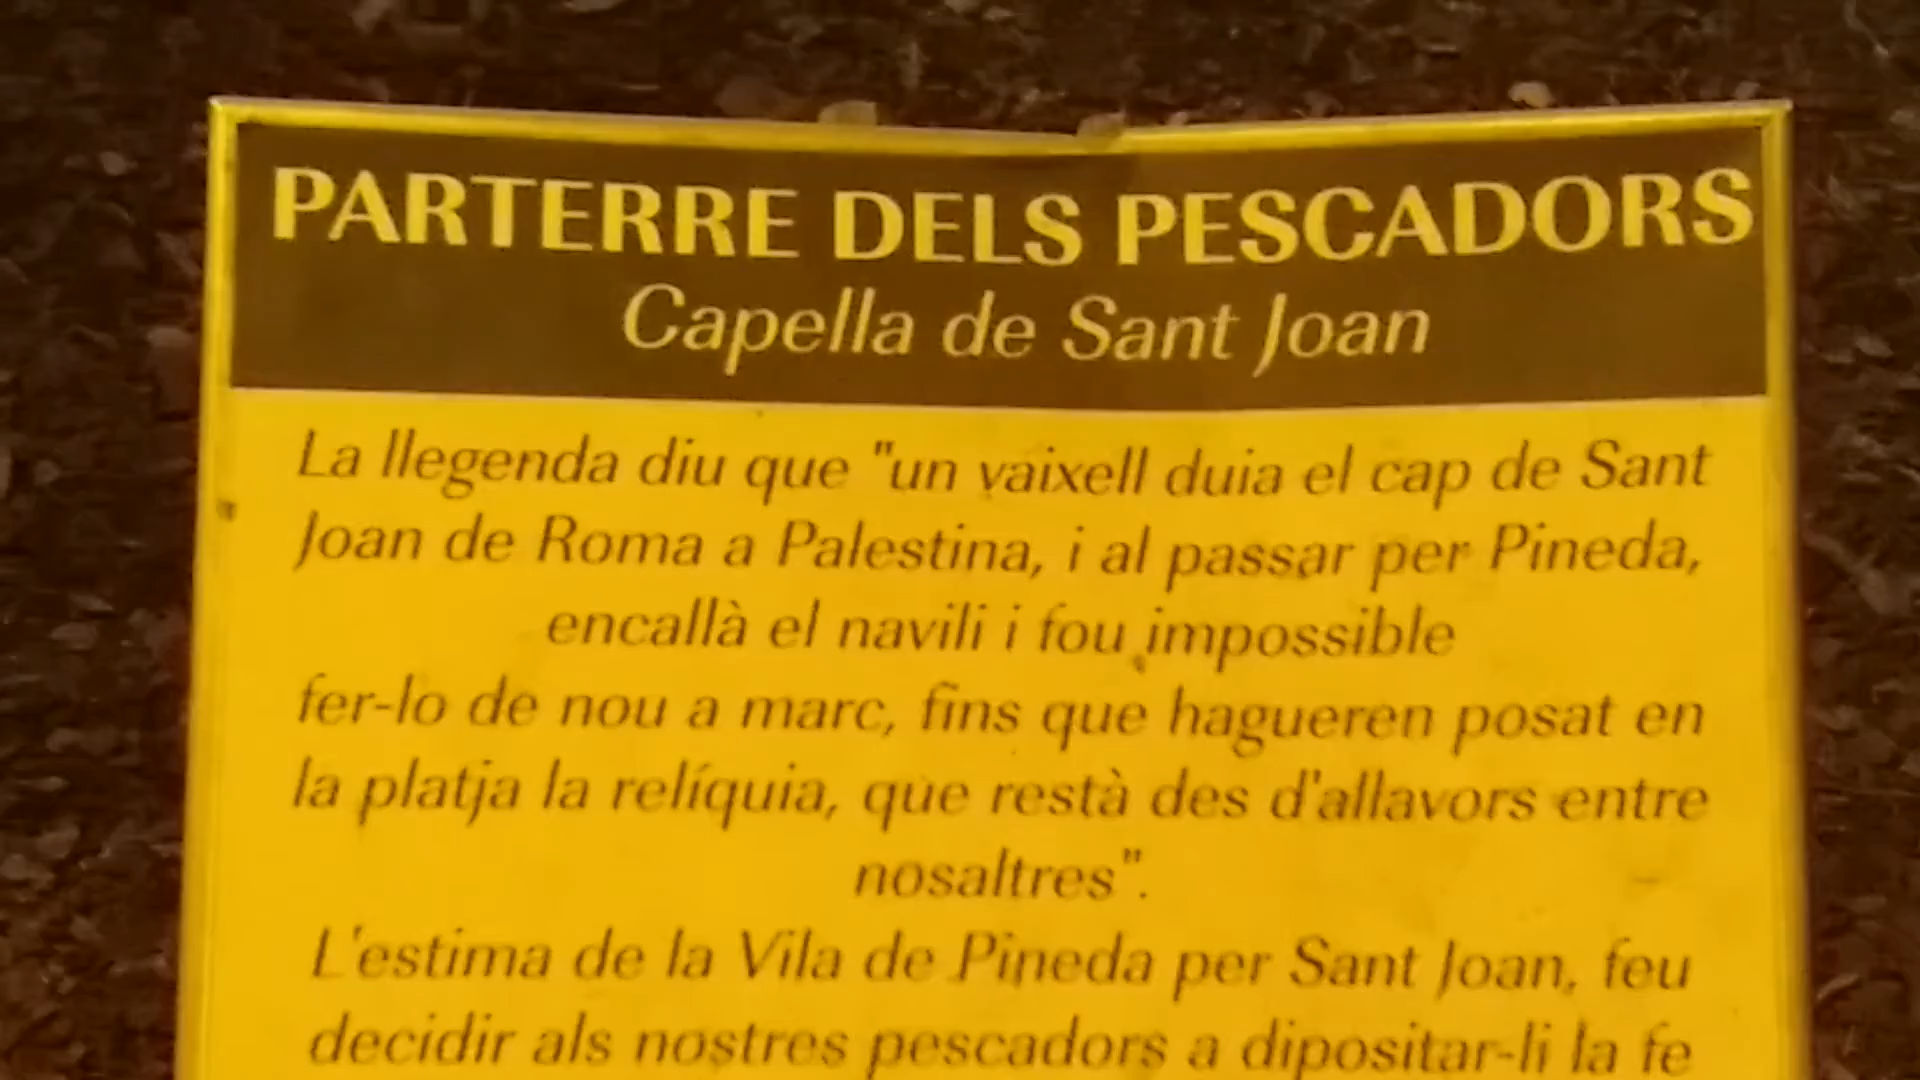 PARTERRE DELS PESCADORS
Capella de Sant Joan
La llegenda diu que "un vaixell duia el cap de Sant
Joan de Roma a Palestina, i al passar per Pineda,
encallà el navili i fou impossible
fer-lo de nou a marc, fins que hagueren posat en
la platja la relíquia, que restà des d'allavors entre
nosaltres".
L'estima de la Vila de Pineda per Sant Joan, feu
decidir als nostres pescadors a dipositar-li la fe